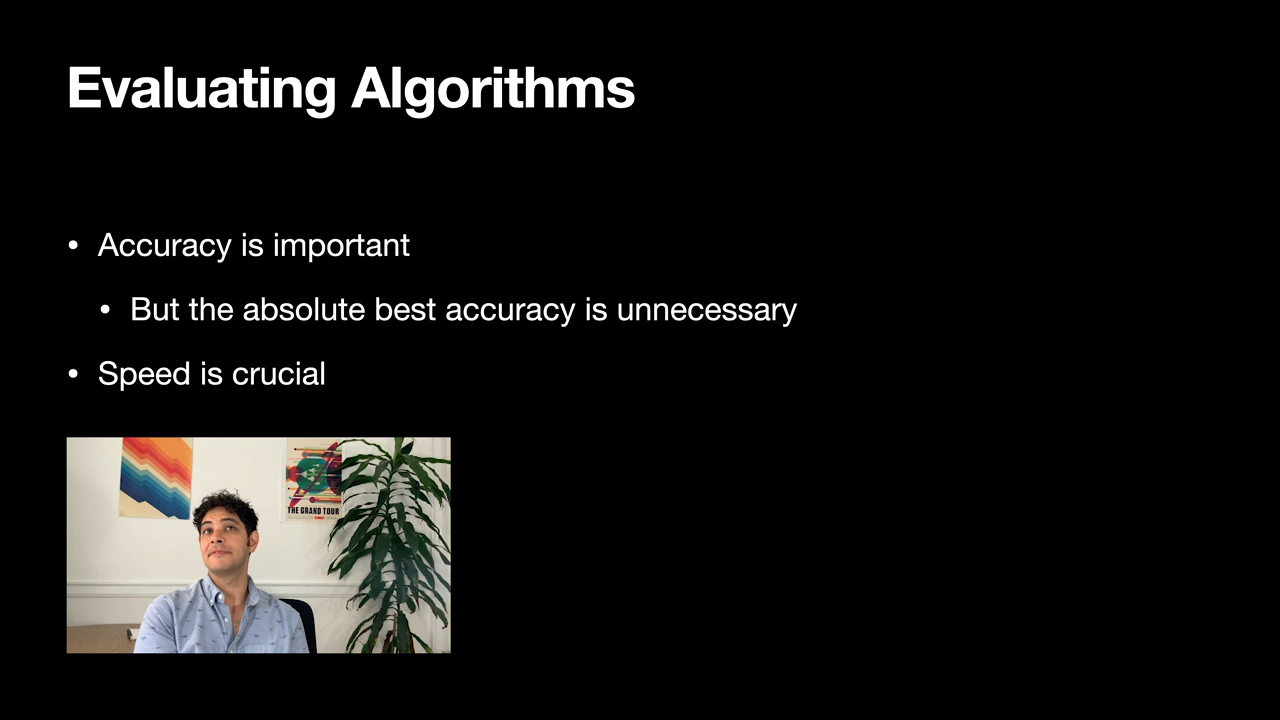 Evaluating Algorithms
• Accuracy is important
• But the absolute best accuracy is unnecessary
• Speed is crucial
THE GRAND TOUR